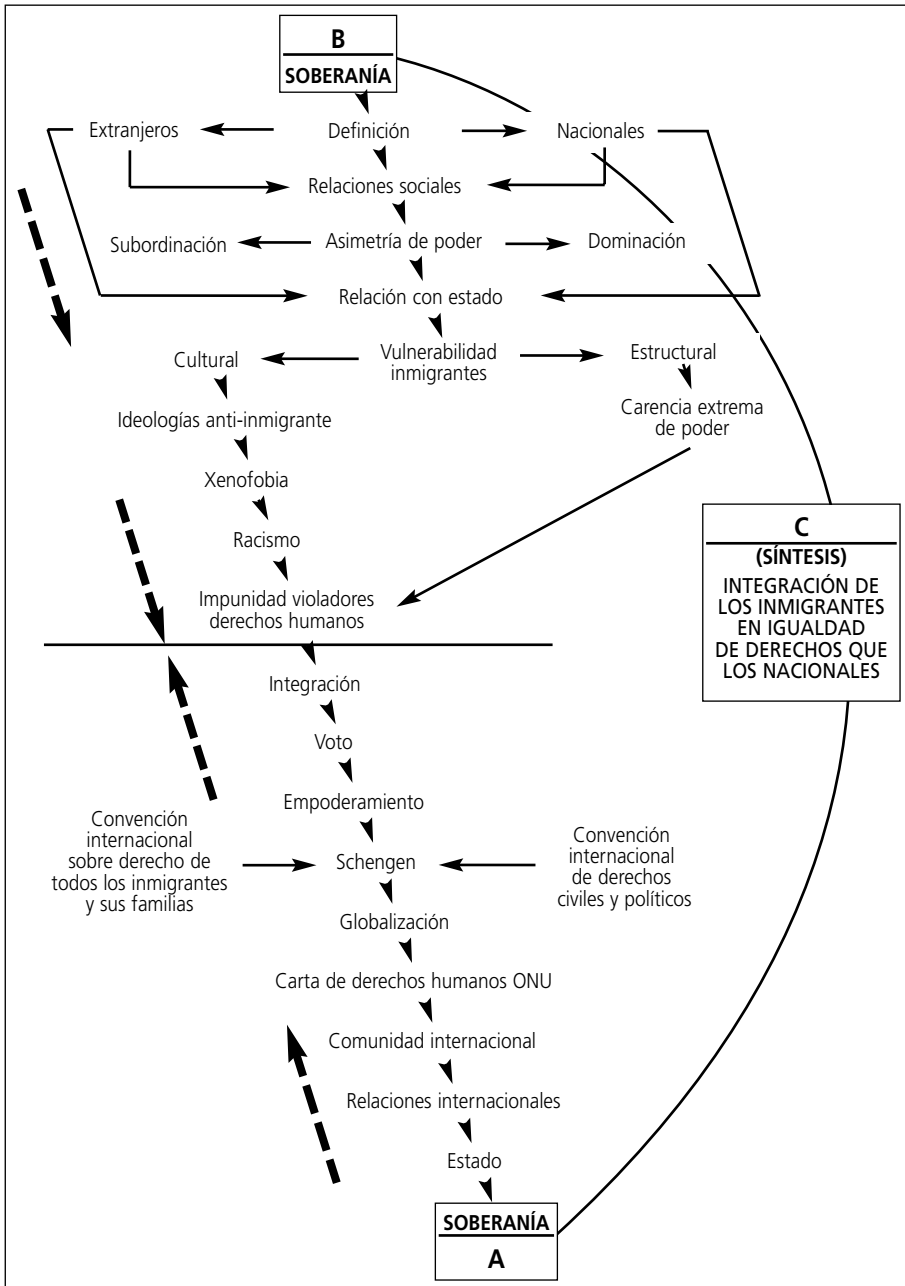 B
SOBERANÍA
Extranjeros
Definición
Nacionales
Relaciones sociales
Subordinación
Asimetría de poder
Dominación
Relación con estado
Cultural
Vulnerabilidad
inmigrantes
Estructural
Ideologías anti-inmigrante
Carencia extrema
de poder
Xenofobia
Racismo
Impunidad violadores
derechos humanos
C
(SÍNTESIS)
INTEGRACIÓN DE
LOS INMIGRANTES
EN IGUALDAD
DE DERECHOS QUE
LOS NACIONALES
Integración
Voto
Empoderamiento
Convención
internacional
sobre derecho de
todos los inmigrantes
y sus familias
Schengen
Convención
internacional
de derechos
civiles y políticos
Globalización
Carta de derechos humanos ONU
Comunidad internacional
Relaciones internacionales
Estado
SOBERANÍA
A